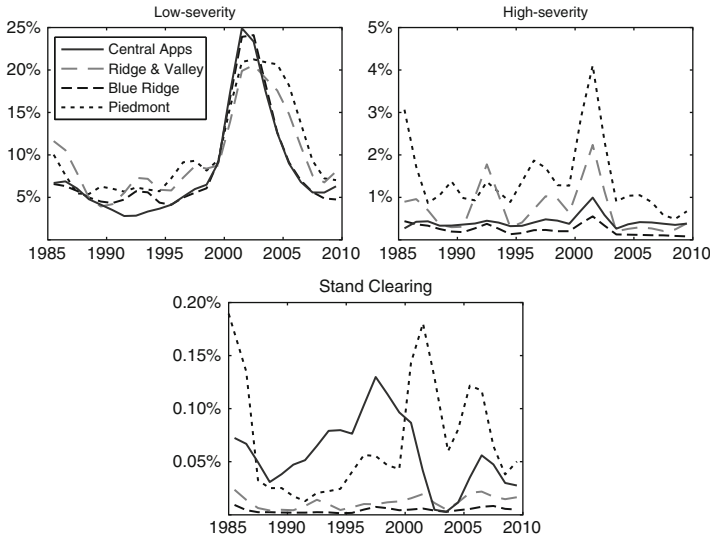 Low-severity
25%
20%
15%
10%
5%
Central Apps
Ridge & Valley
Blue Ridge
Piedmont
1985 1990 1995 2000 2005 2010
High-severity
5%
4%
3%
2%
1%
1985 1990 1995 2000 2005 2010
Stand Clearing
0.20%
0.15%
0.10%
0.05%
1985 1990 1995 2000 2005 2010